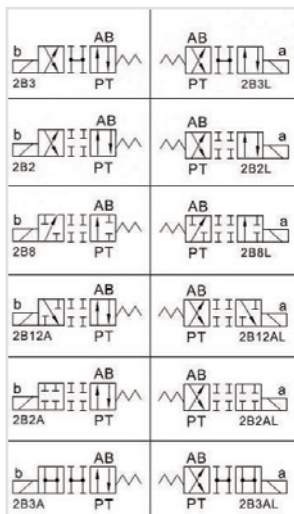 AB AB
b a
2B3 PT PT 2B3L
AB AB
b a
2B2 PT PT 2B2L
AB AB
b a
2B8 PT PT 2B8L
AB AB
b a
2B12A PT PT 2B12AL
AB AB
b a
2B2A PT PT 2B2AL
AB AB
b a
2B3A PT PT 2B3AL